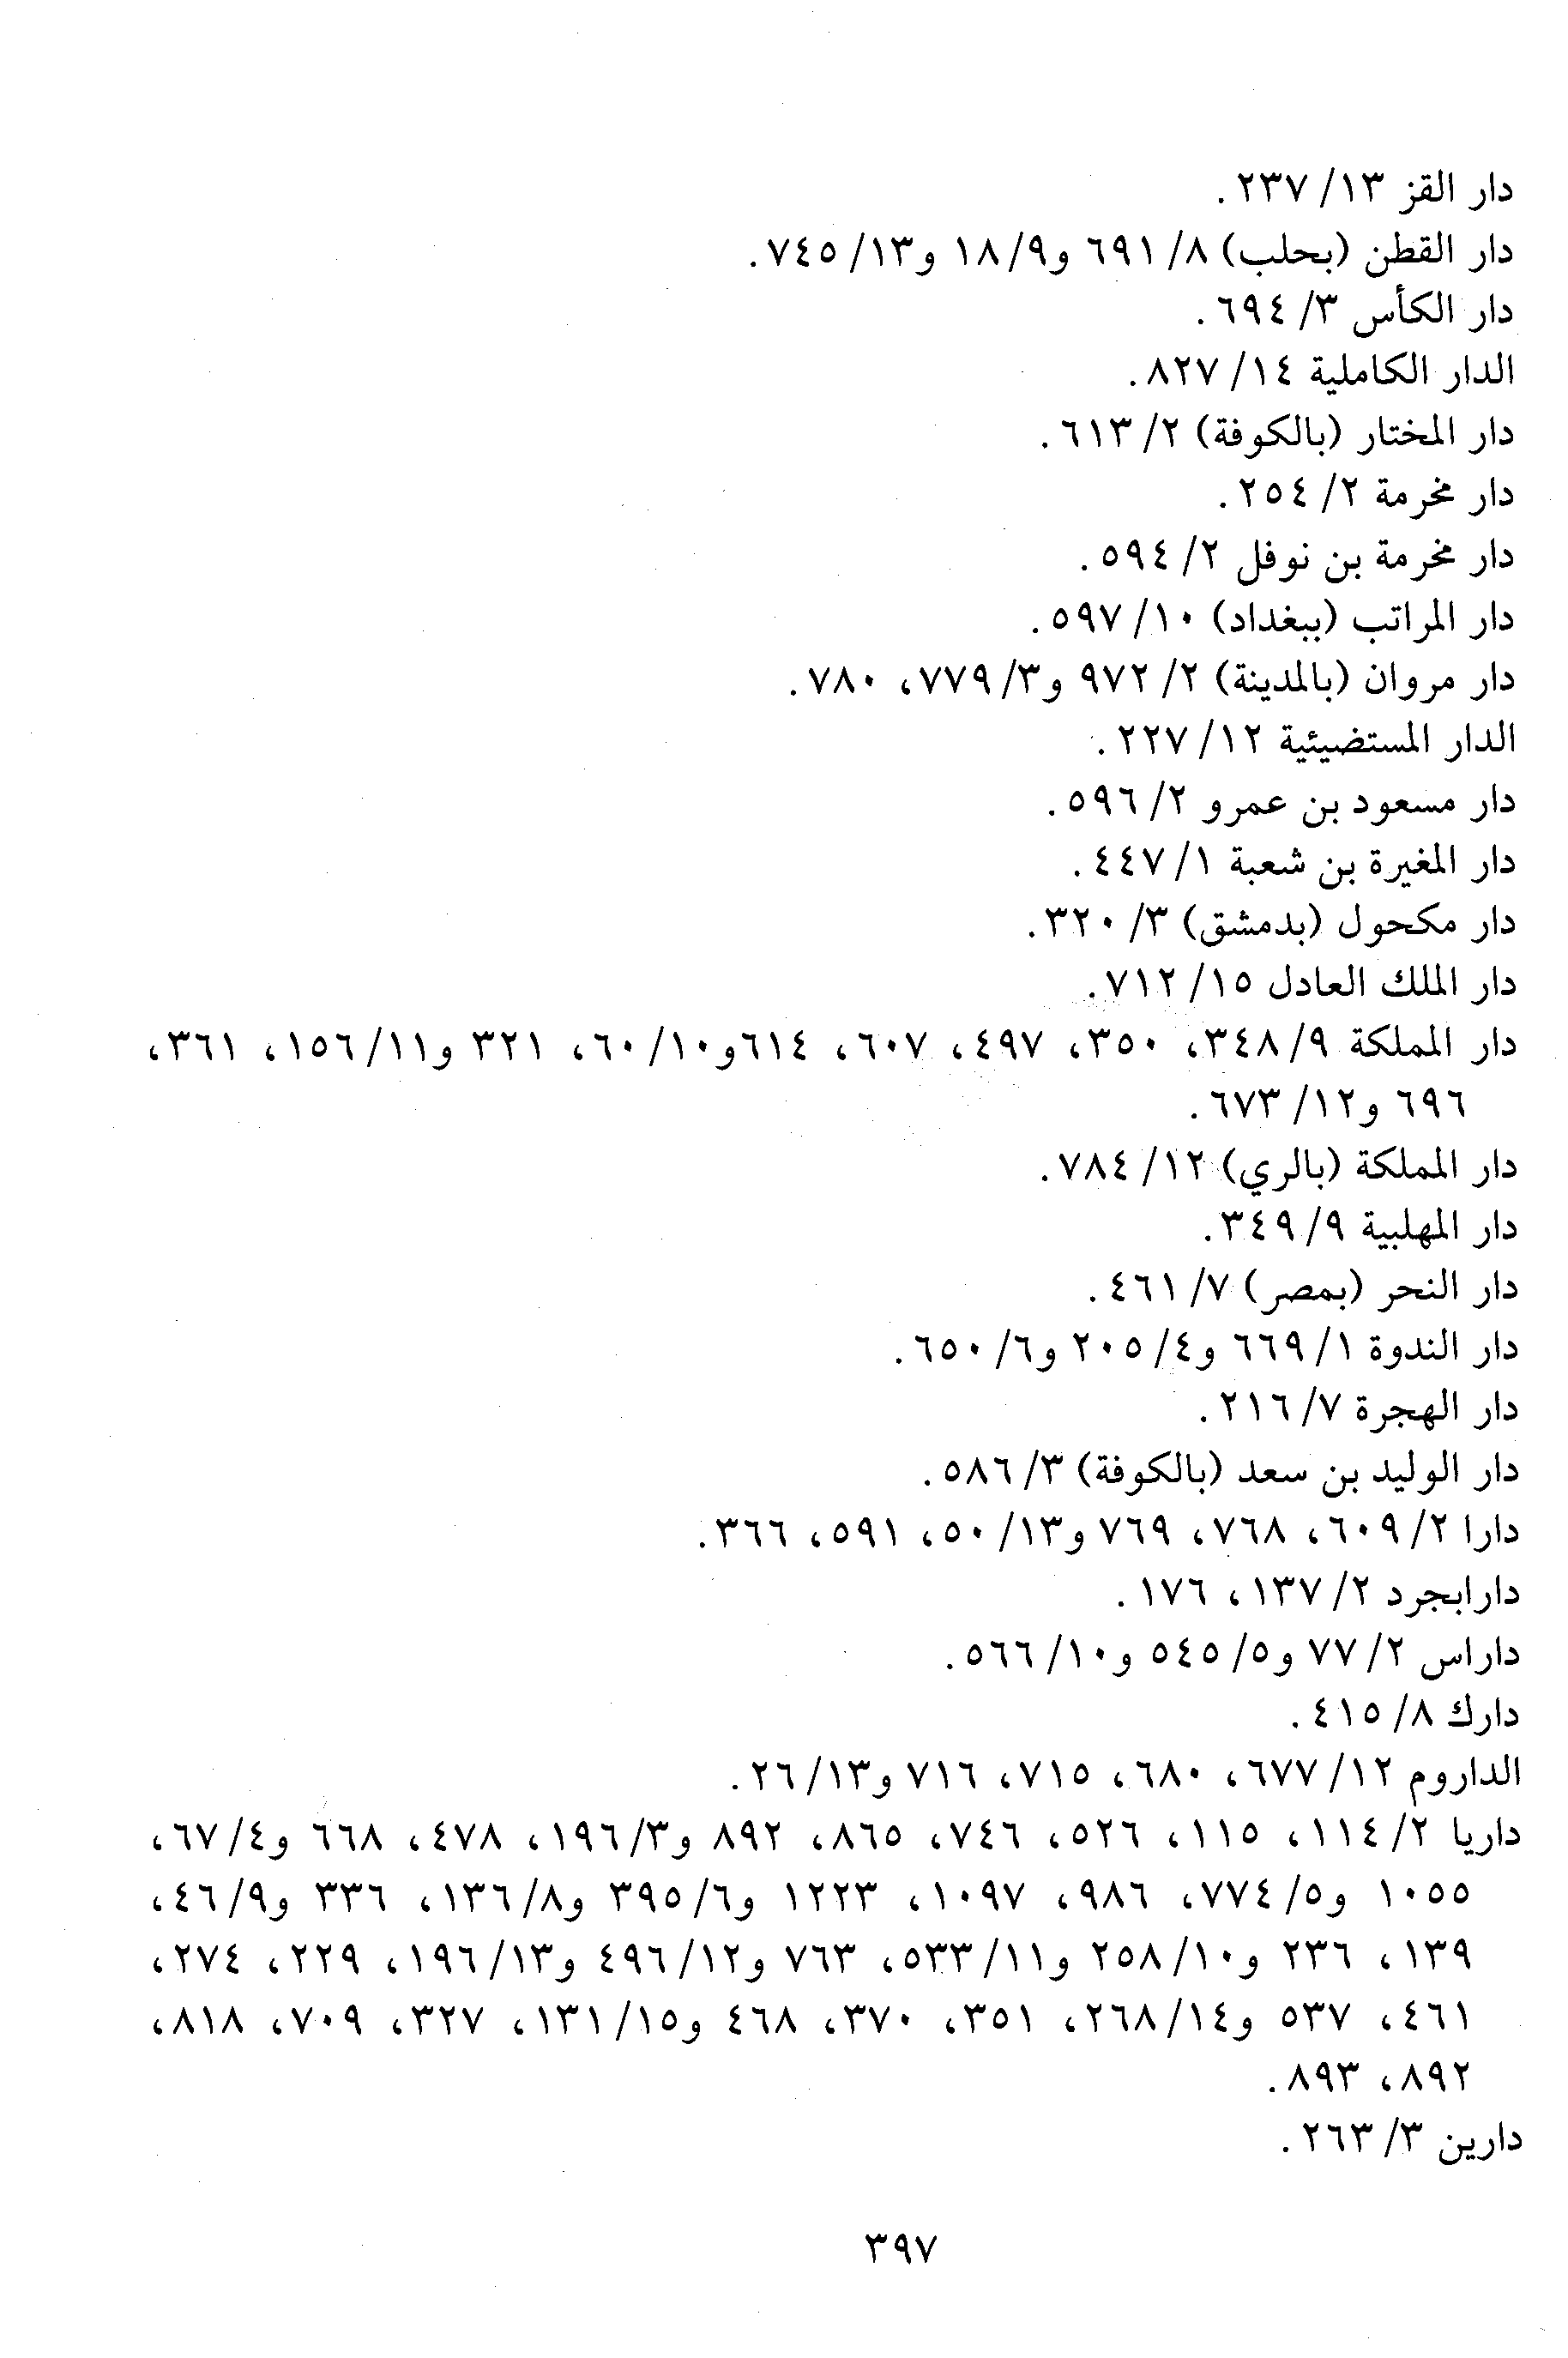 دار القز ١٣/ ٢٣٧.
دار القطن (بحلب) ٨/ ٦٩١ و٩/ ١٨ و١٣/ ٧٤٥.
دار الكأس ٣/ ٦٩٤.
الدار الكاملية ١٤/ ٨٢٧.
دار المختار (بالكوفة) ٢/ ٦١٣.
دار مخرمة ٢/ ٢٥٤.
دار مخرمة بن نوفل ٢/ ٥٩٤.
دار المراتب (ببغداد) ١٠/ ٥٩٧.
دار مروان (بالمدينة) ٢/ ٩٧٢ و٣/ ٧٧٩، ٧٨٠.
الدار المستضيئية ١٢/ ٢٢٧.
دار مسعود بن عمرو ٢/ ٥٩٦.
دار المغيرة بن شعبة ١/ ٤٤٧.
دار مكحول (بدمشق) ٣/ ٣٢٠.
دار الملك العادل ١٥/ ٧١٢.
دار المملكة ٩/ ٣٤٨، ٣٥٠، ٤٩٧، ٦٠٧، ٦١٤و١٠/ ٦٠، ٣٢١ و١١/ ١٥٦، ٣٦١،
٦٩٦ و١٢/ ٦٧٣.
دار المملكة (بالري) ١٢/ ٧٨٤.
دار المهلبية ٩/ ٣٤٩.
دار النحر (بمصر) ٧/ ٤٦١.
دار الندوة ١/ ٦٦٩ و٤/ ٢٠٥ و٦/ ٦٥٠.
دار الهجرة ٧/ ٢١٦.
دار الوليد بن سعد (بالكوفة) ٣/ ٥٨٦.
دارا ٢/ ٦٠٩، ٧٦٨، ٧٦٩ و١٣/ ٥٠، ٥٩١، ٣٦٦.
دارابجرد ٢/ ١٣٧، ١٧٦.
داراس ٢/ ٧٧ و٥/ ٥٤٥ و١٠/ ٥٦٦.
دارك ٨/ ٤١٥.
الداروم ١٢/ ٦٧٧، ٦٨٠، ٧١٥، ٧١٦ و١٣/ ٢٦.
داريا ٢/ ١١٤، ١١٥، ٥٢٦، ٧٤٦، ٨٦٥، ٨٩٢ و٣/ ١٩٦، ٤٧٨، ٦٦٨ و٤/ ٦٧،
١٠٥٥ و٥/ ٧٧٤، ٩٨٦، ١٠٩٧، ١٢٢٣ و٦/ ٣٩٥ و٨/ ١٣٦، ٣٣٦ و٩/ ٤٦،
١٣٩، ٢٣٦ و١٠/ ٢٥٨ و١١/ ٥٣٣، ٧٦٣ و١٢/ ٤٩٦ و١٣/ ١٩٦، ٢٢٩، ٢٧٤،
٤٦١، ٥٣٧ و١٤/ ٢٦٨، ٣٥١، ٣٧٠، ٤٦٨ و١٥/ ١٣١، ٣٢٧، ٧٠٩، ٨١٨،
٨٩٢، ٨٩٣.
دارين ٣/ ٢٦٣.
٣٩٧